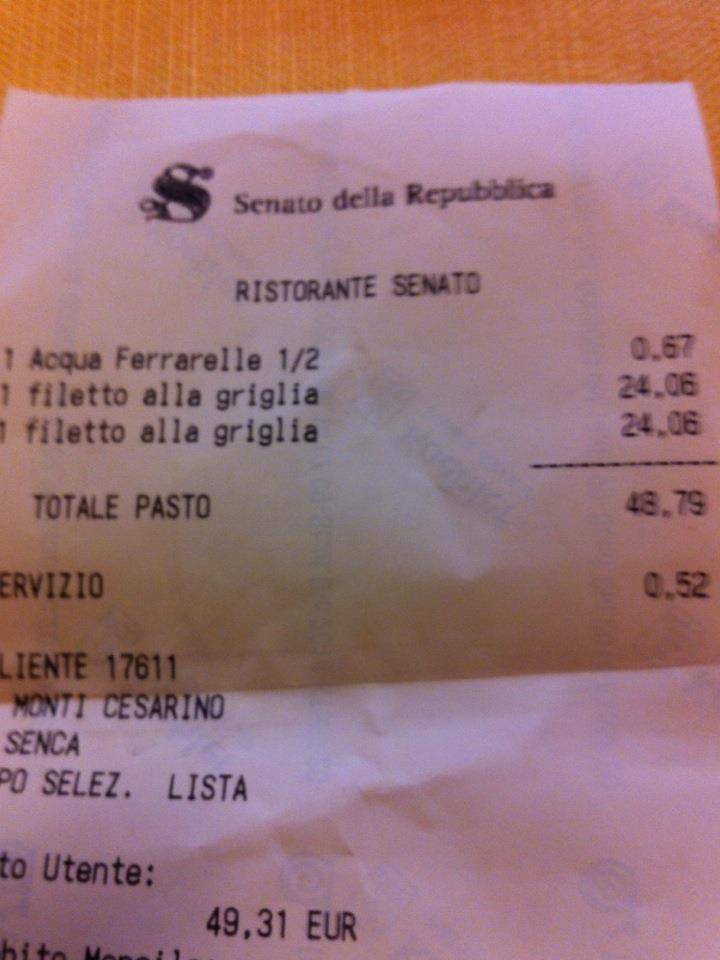 S Senato della Repubblica
RISTORANTE SENATO
1 Acqua Ferrarelle 1/2 0.67
1 filetto alla griglia 24.06
1 filetto alla griglia 24.06
TOTALE PASTO 48.79
ERVIZIO 0.52
LIENTE 17611
MONTI CESARINO
SENCA
PO SELEZ. LISTA
to Utente:
49,31 EUR